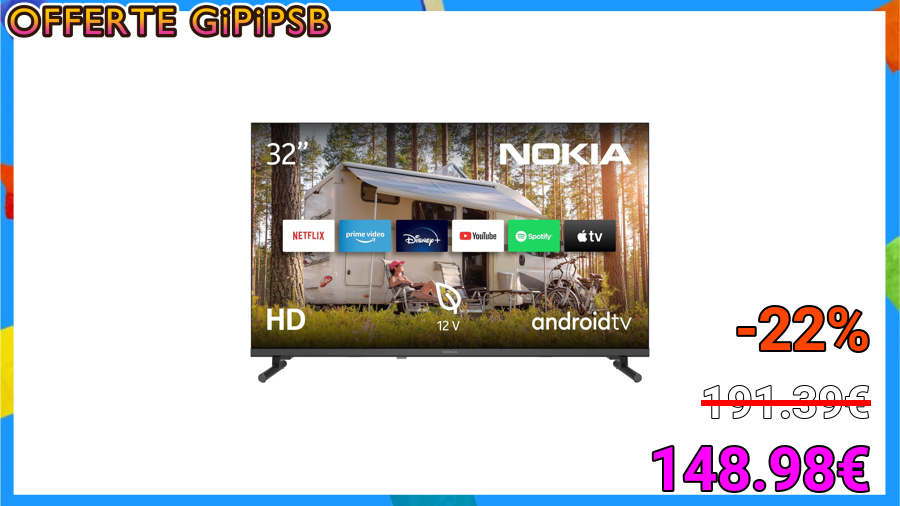 OFFERTE GiPiPSB
32”
NOKIA
NETFLIX
prime video
Disney+
YouTube
Spotify
tv
HD
12 V
androidtv
-22%
191.39€
148.98€